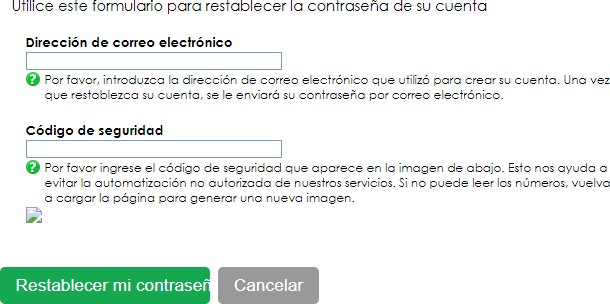 Utilice este formulario para restablecer la contraseña de su cuenta
Dirección de correo electrónico
Por favor, introduzca la dirección de correo electrónico que utilizó para crear su cuenta. Una vez
que restablezca su cuenta, se le enviará su contraseña por correo electrónico.
Código de seguridad
Por favor ingrese el código de seguridad que aparece en la imagen de abajo. Esto nos ayuda a
evitar la automatización no autorizada de nuestros servicios. Si no puede leer los números, vuelva
a cargar la página para generar una nueva imagen.
Restablecer mi contraseñ
Cancelar